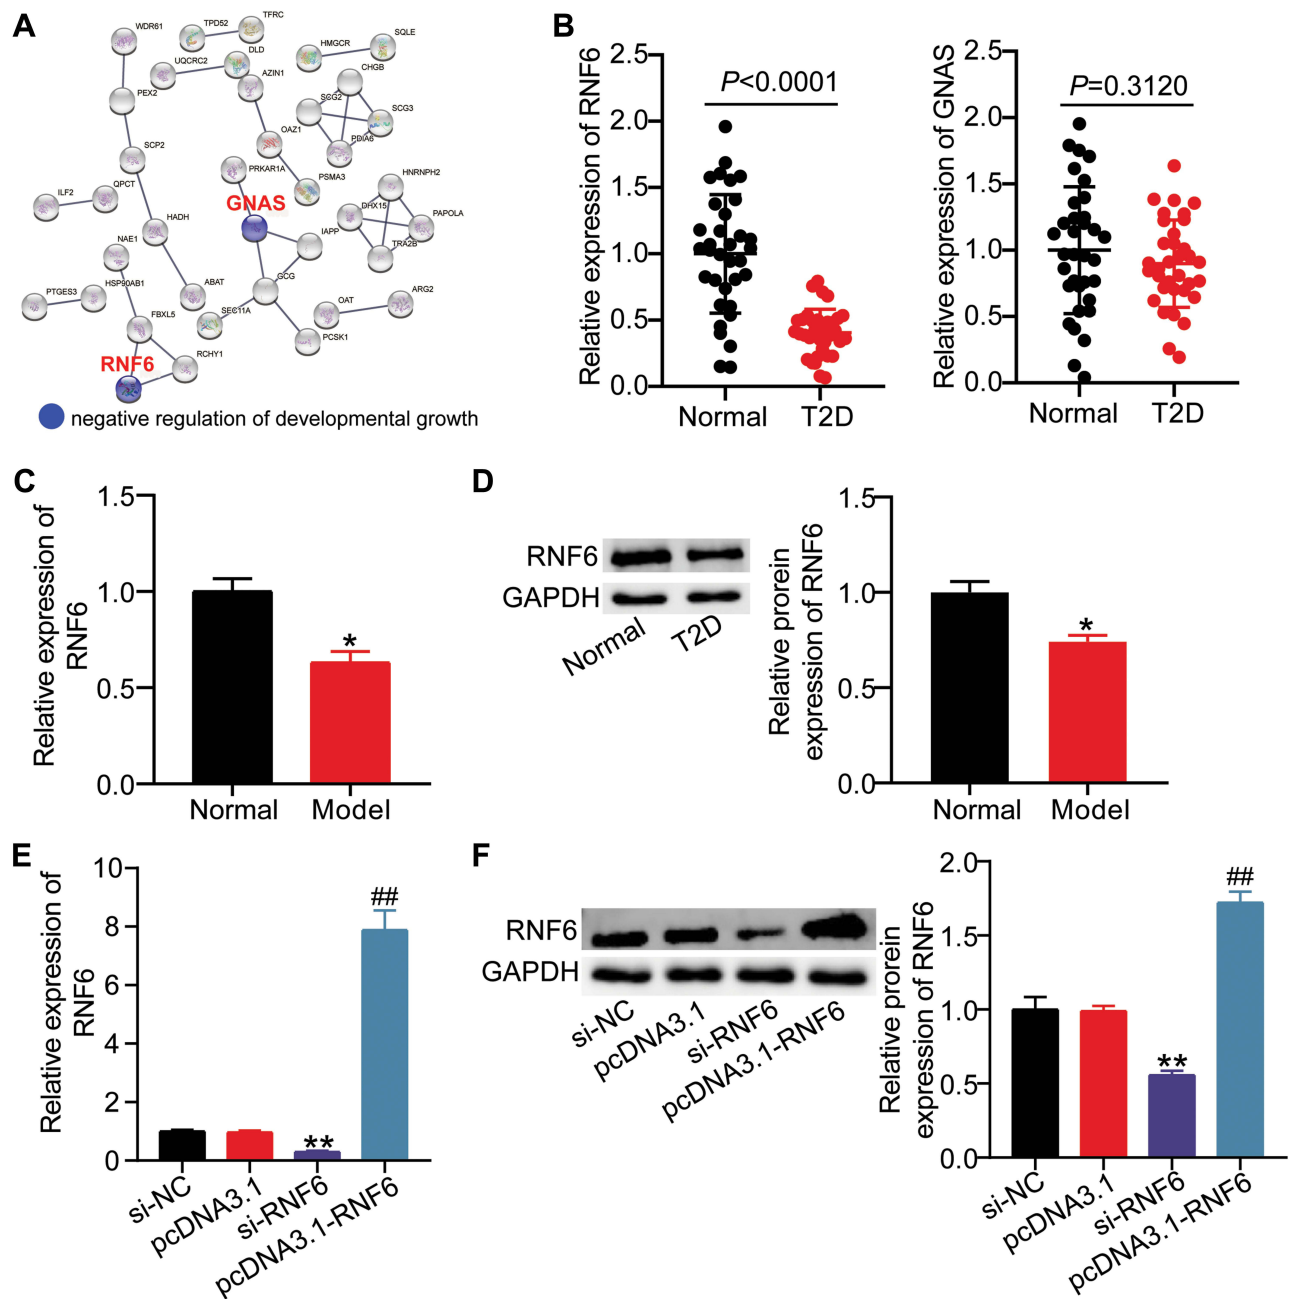 A
WDR61
TPD52
TFRC
UQCRC2
DLD
HMGCR
SQLE
PEX2
AZIN1
CHGB
SCG2
SCG3
OAZ1
PDIA6
SCP2
PRKAR1A
PSMA3
HNRNPH2
ILF2
QPCT
GNAS
DHX15
PAPOLA
HADH
IAPP
TRA2B
NAE1
GCG
PTGES3
HSP90AB1
ABAT
SEC11A
OAT
ARG2
FBXL5
PCSK1
RNF6
RCHY1
negative regulation of developmental growth
B
Relative expression of RNF6
2.5
2.0
1.5
1.0
0.5
0.0
P<0.0001
Normal
T2D
Relative expression of GNAS
2.5
2.0
1.5
1.0
0.5
0.0
P=0.3120
Normal
T2D
C
Relative expression of
RNF6
1.5
1.0
0.5
0.0
*
Normal
Model
D
RNF6
GAPDH
Normal
T2D
Relative prorein
expression of RNF6
1.5
1.0
0.5
0.0
*
Normal
Model
E
Relative expression of
RNF6
10
8
6
4
2
0
**
##
si-NC
pcDNA3.1
si-RNF6
pcDNA3.1-RNF6
F
RNF6
GAPDH
si-NC
pcDNA3.1
si-RNF6
pcDNA3.1-RNF6
Relative prorein
expression of RNF6
2.0
1.5
1.0
0.5
0.0
**
##
si-NC
pcDNA3.1
si-RNF6
pcDNA3.1-RNF6